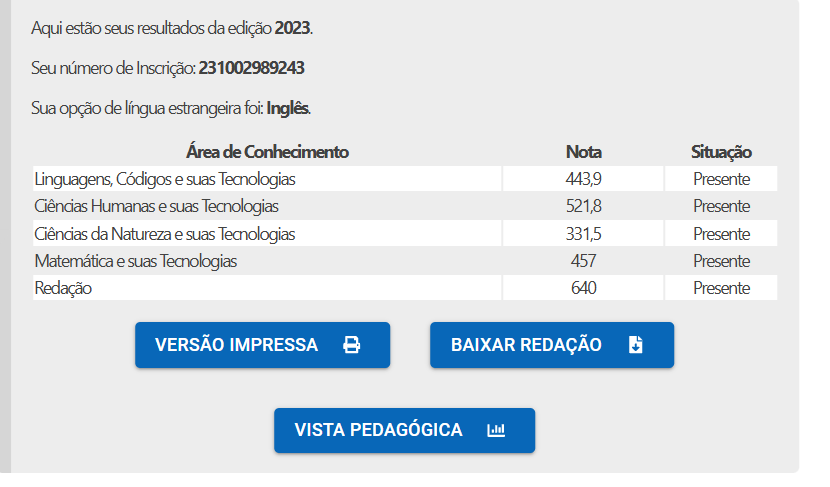 Aqui estão seus resultados da edição 2023.
Seu número de Inscrição: 231002989243
Sua opção de língua estrangeira foi: Inglês.
Área de Conhecimento Nota Situação
Linguagens, Códigos e suas Tecnologias 443,9 Presente
Ciências Humanas e suas Tecnologias 521,8 Presente
Ciências da Natureza e suas Tecnologias 331,5 Presente
Matemática e suas Tecnologias 457 Presente
Redação 640 Presente
VERSÃO IMPRESSA BAIXAR REDAÇÃO
VISTA PEDAGÓGICA